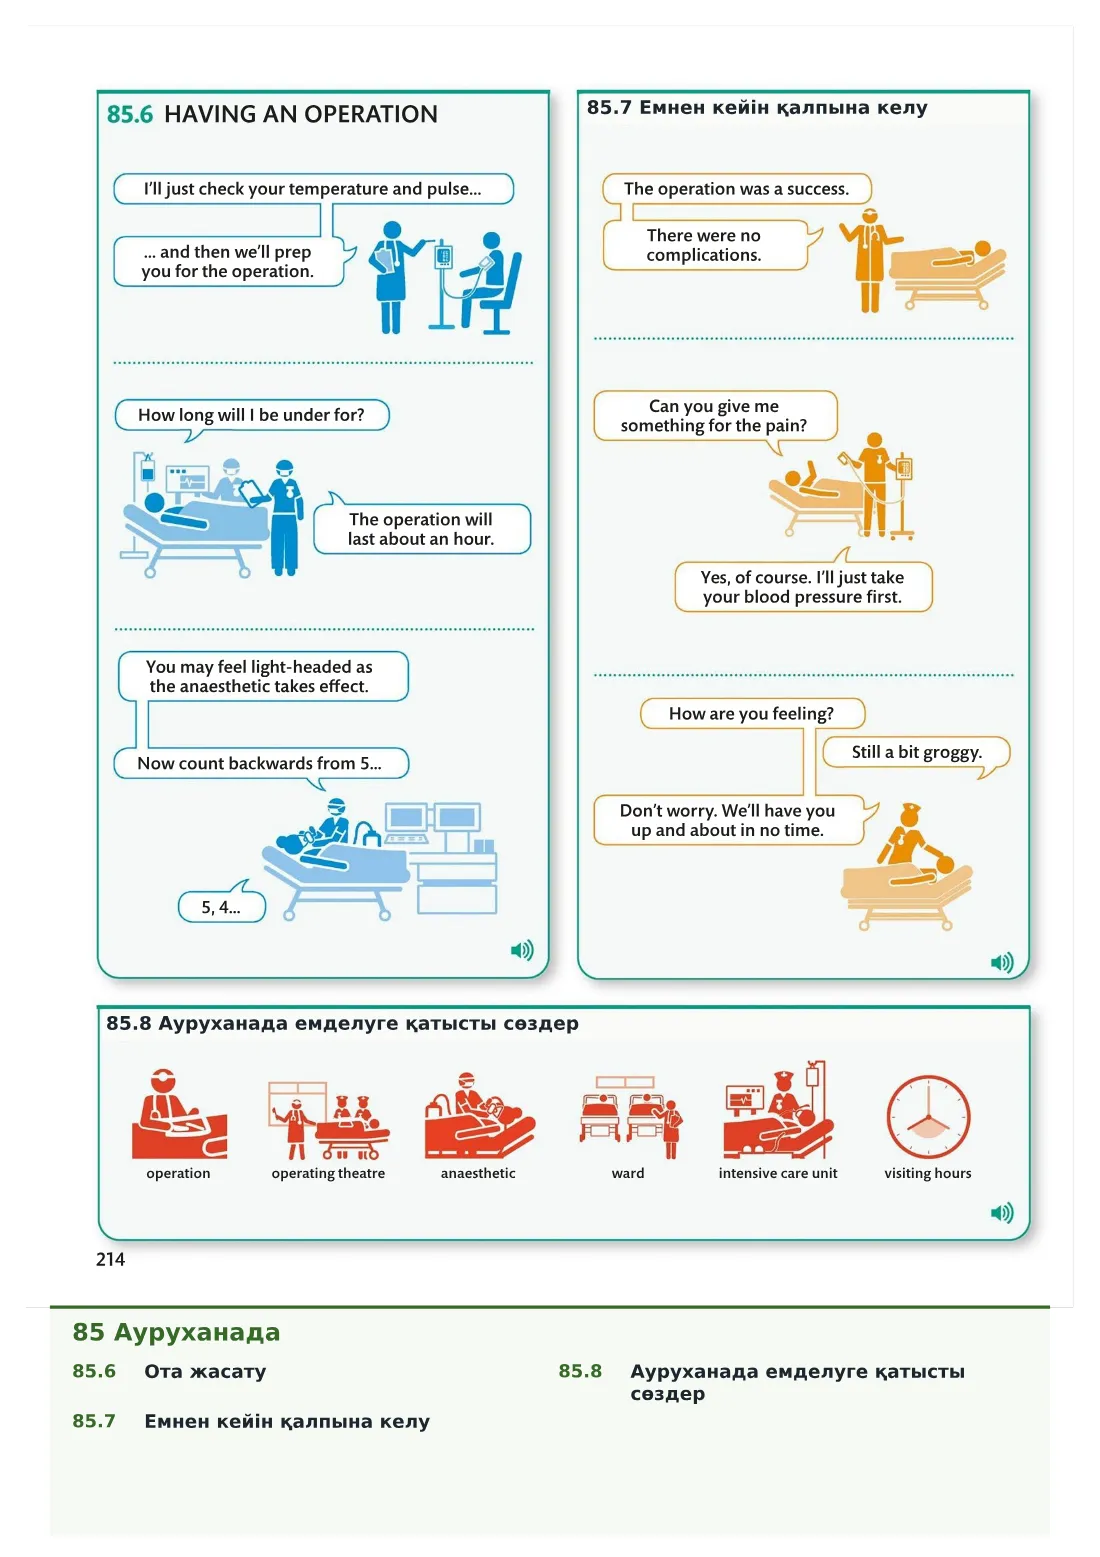 85.6 HAVING AN OPERATION
I'll just check your temperature and pulse...
... and then we'll prep
you for the operation.
How long will I be under for?
The operation will
last about an hour.
You may feel light-headed as
the anaesthetic takes effect.
Now count backwards from 5...
5, 4...
85.7 Емнен кейін қалпына келу
The operation was a success.
There were no
complications.
Can you give me
something for the pain?
Yes, of course. I'll just take
your blood pressure first.
How are you feeling?
Still a bit groggy.
Don't worry. We'll have you
up and about in no time.
85.8 Ауруханада емделуге қатысты сөздер
operation
operating theatre
anaesthetic
ward
intensive care unit
visiting hours
214
85 Ауруханада
85.6 Ота жасату
85.7 Емнен кейін қалпына келу
85.8 Ауруханада емделуге қатысты
сөздер